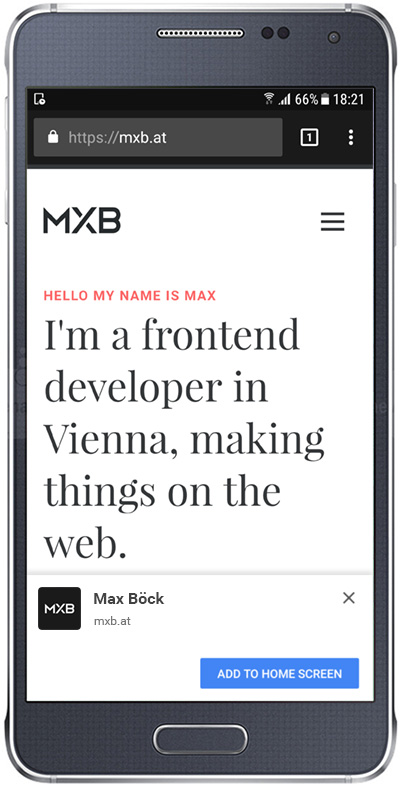 66% 18:21
https://mxb.at
1
MXB
HELLO MY NAME IS MAX
I'm a frontend
developer in
Vienna, making
things on the
web.
MXB
Max Böck
mxb.at
ADD TO HOME SCREEN